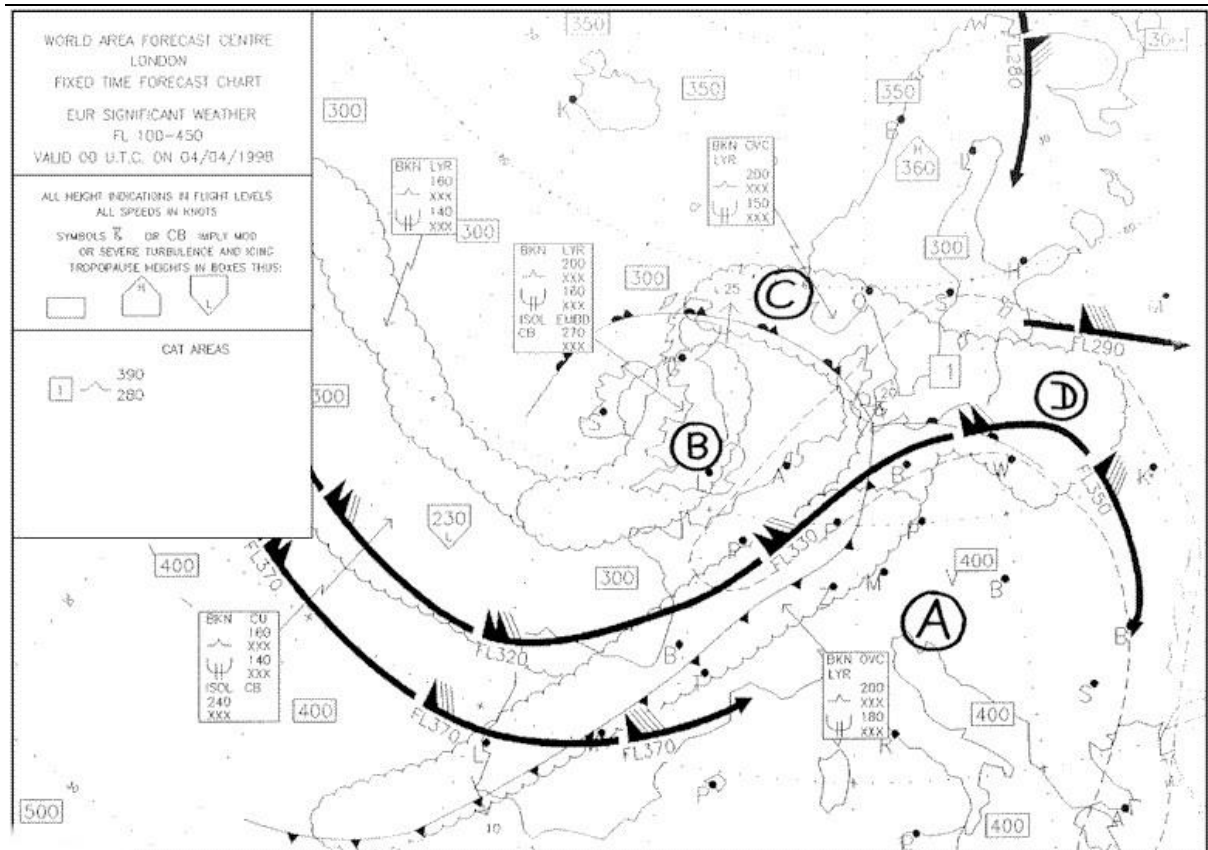 WORLD AREA FORECAST CENTRE
LONDON
FIXED TIME FORECAST CHART
EUR SIGNIFICANT WEATHER
FL 100-450
VALID 00 U.T.C. ON 04/04/1998
ALL HEIGHT INDICATIONS IN FLIGHT LEVELS
ALL SPEEDS IN KNOTS
SYMBOLS OR CB IMPLY MOD
OR SEVERE TURBULENCE AND ICING
TROPOPAUSE HEIGHTS IN BOXES THUS:
H
L
CAT AREAS
1 390
280
350
300
K
350
350
W
FL280
B
H
360
BKN LYR
160
XXX
140
XXX
300
BKN OVC
LYR
200
XXX
150
XXX
BKN LYR
200
XXX
160
XXX
ISOL EMBD
CB 270
XXX
300
300
H
25
C
O
S
M
FL290
1
20
D
300
S
B
A
B
W
K
FL350
230
L
P
FL330
P
400
FL370
300
Z
M
400
B
A
B
BKN CU
160
XXX
140
XXX
ISOL CB
240
XXX
FL320
B
T
BKN OVC
LYR
200
XXX
180
XXX
S
400
FL370
400
FL370
M
L
R
P
500
10
400
A
P